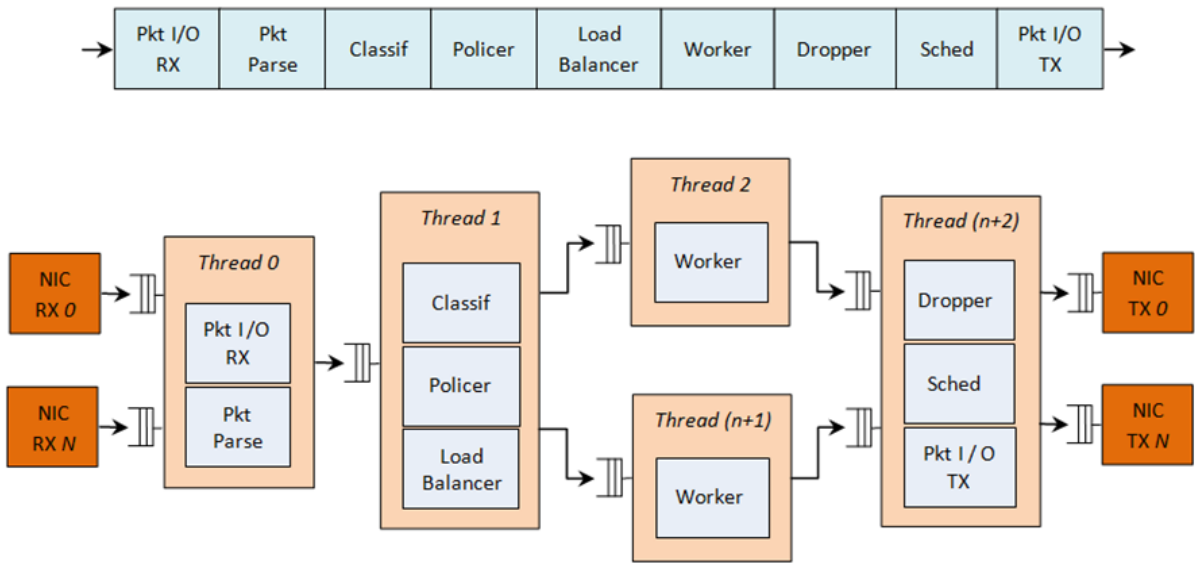 Pkt I/O
RX
Pkt
Parse
Classif
Policer
Load
Balancer
Worker
Dropper
Sched
Pkt I/O
TX
NIC
RX 0
NIC
RX N
Thread 0
Pkt I/O
RX
Pkt
Parse
Thread 1
Classif
Policer
Load
Balancer
Thread 2
Worker
Thread (n+1)
Worker
Thread (n+2)
Dropper
Sched
Pkt I / O
TX
NIC
TX 0
NIC
TX N